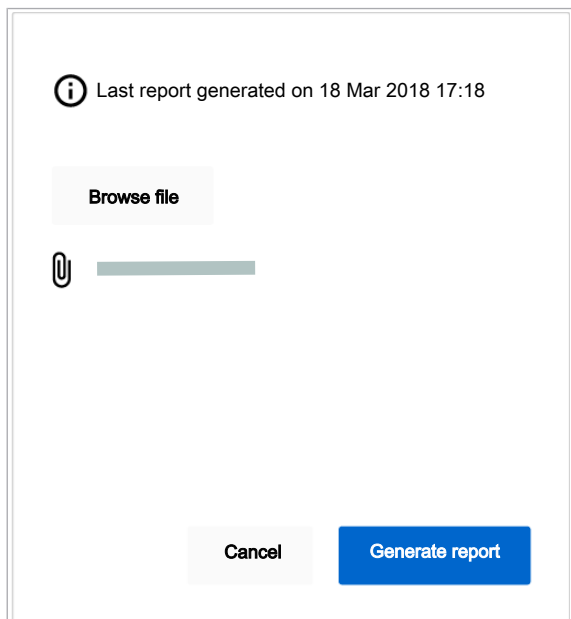 Last report generated on 18 Mar 2018 17:18
Browse file
Cancel
Generate report